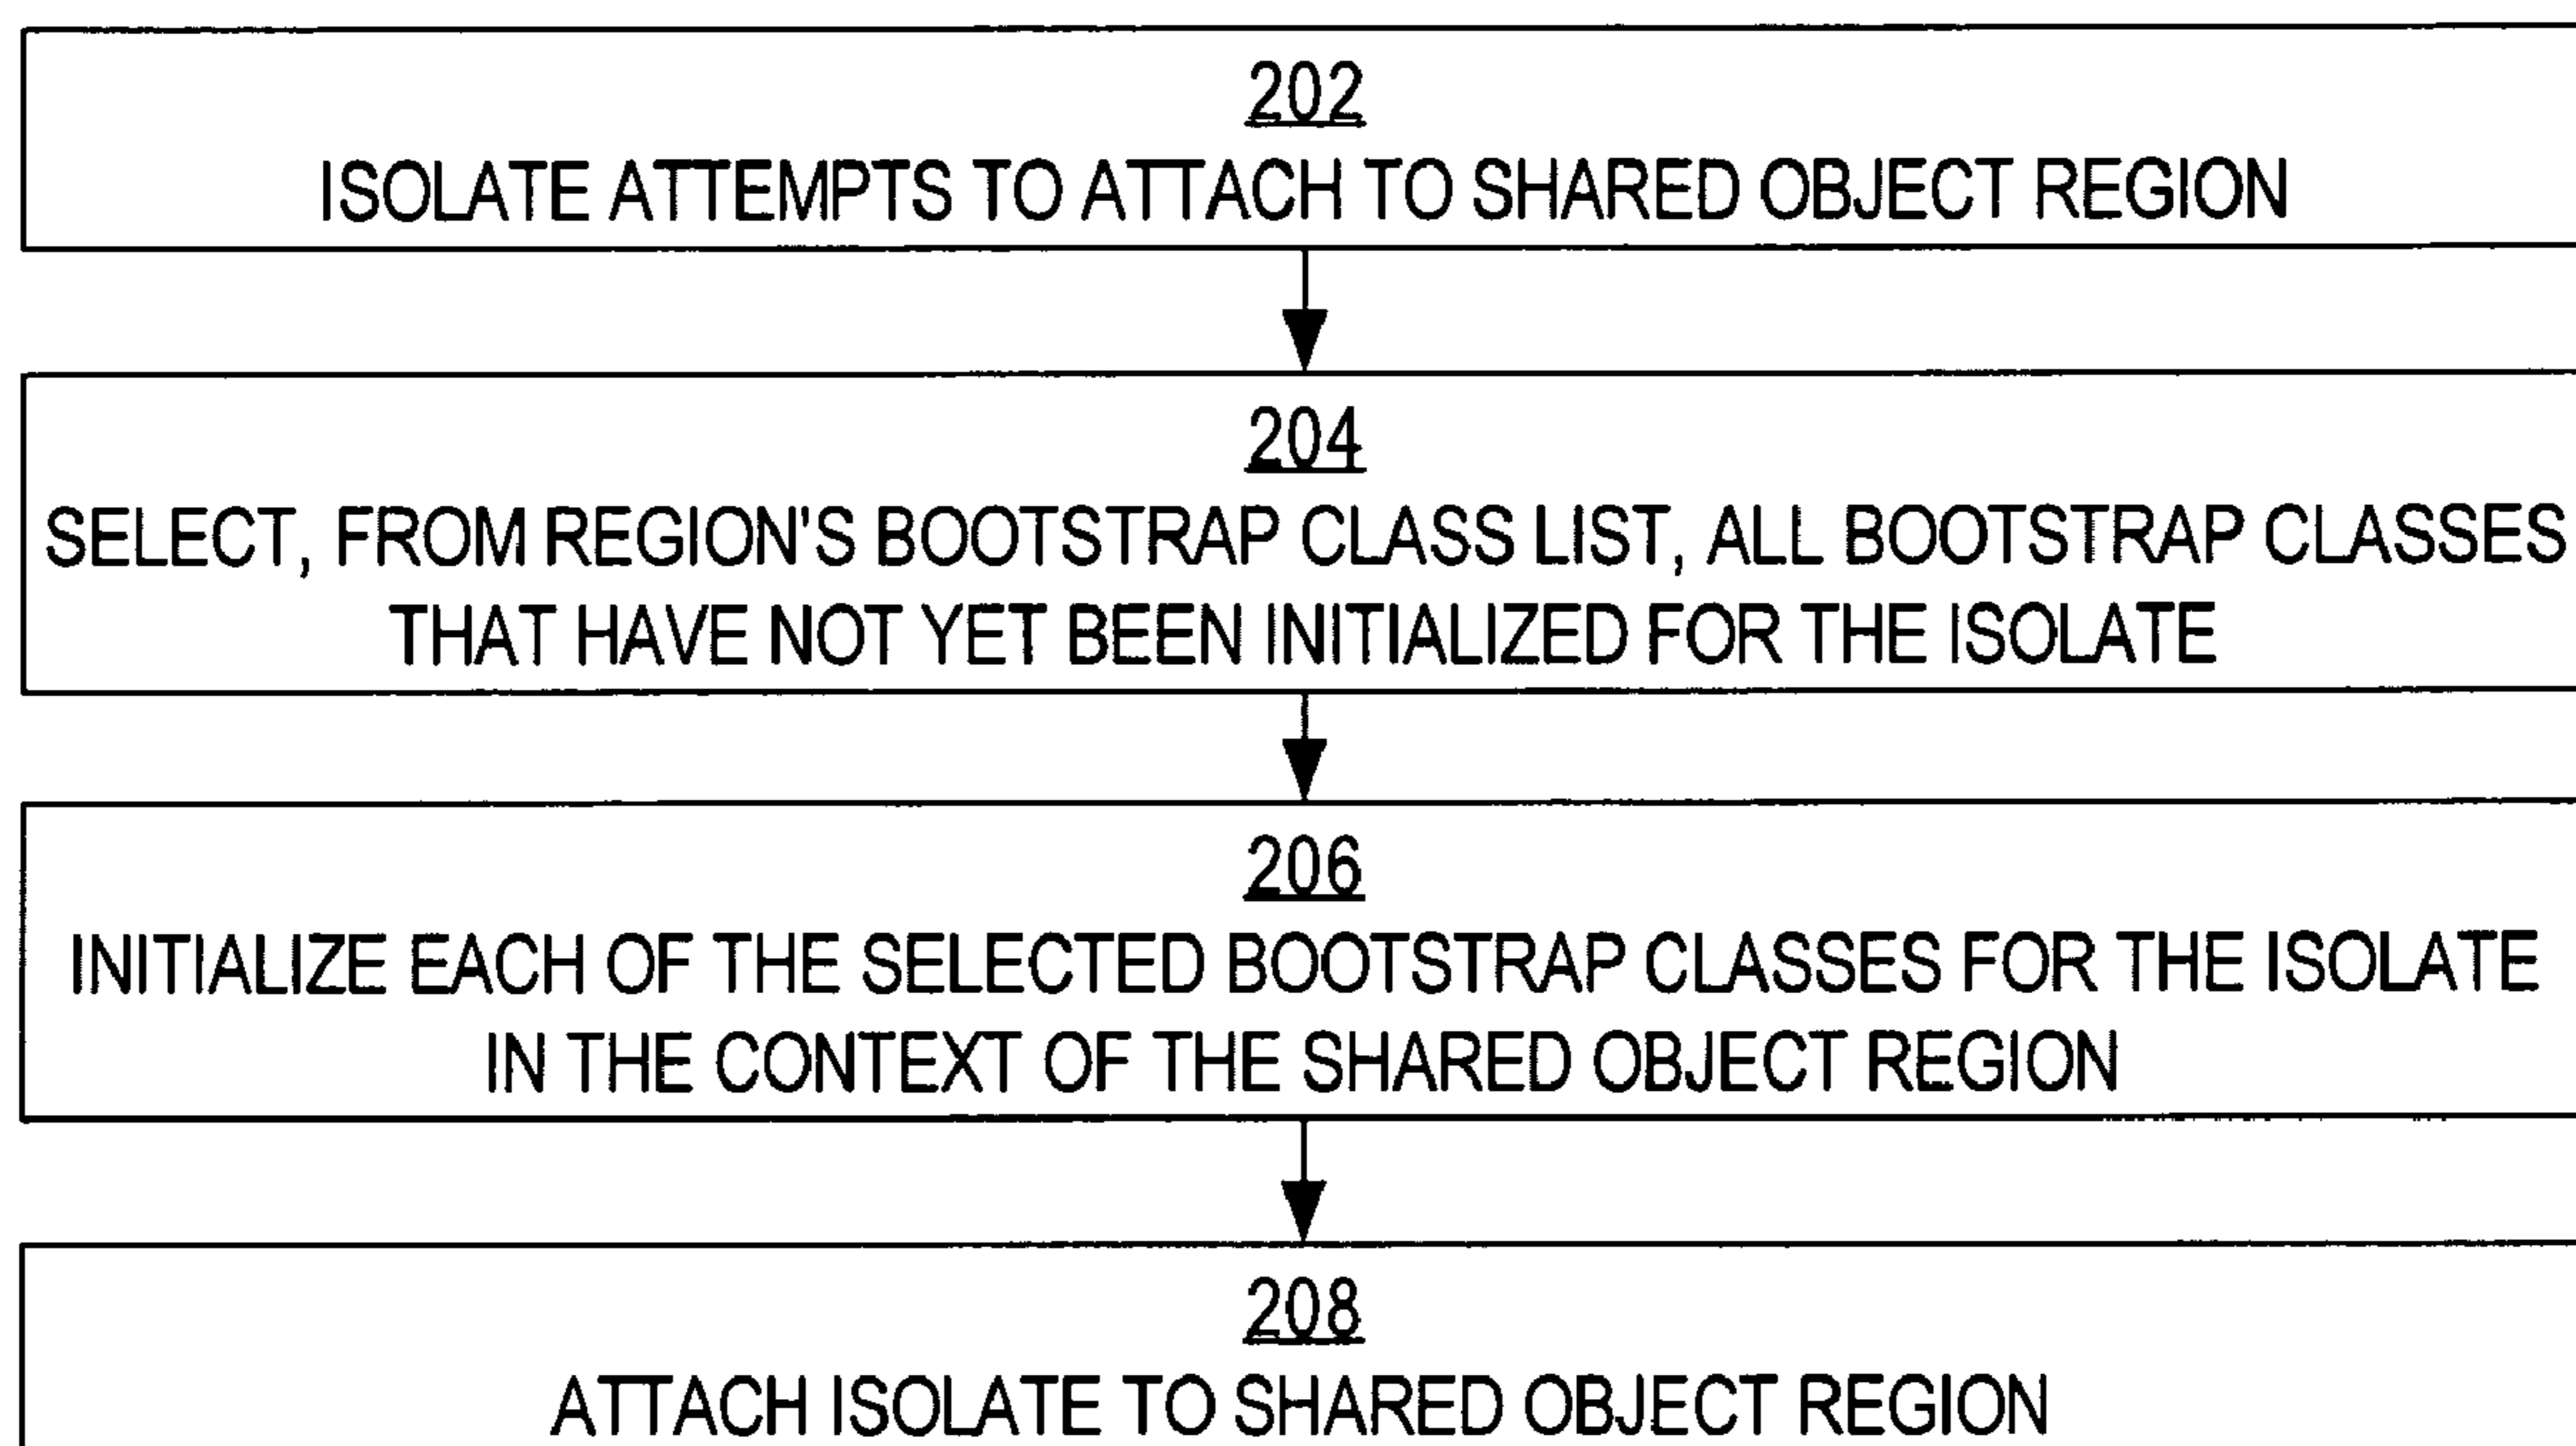 202
ISOLATE ATTEMPTS TO ATTACH TO SHARED OBJECT REGION
204
SELECT, FROM REGION'S BOOTSTRAP CLASS LIST, ALL BOOTSTRAP CLASSES
THAT HAVE NOT YET BEEN INITIALIZED FOR THE ISOLATE
206
INITIALIZE EACH OF THE SELECTED BOOTSTRAP CLASSES FOR THE ISOLATE
IN THE CONTEXT OF THE SHARED OBJECT REGION
208
ATTACH ISOLATE TO SHARED OBJECT REGION